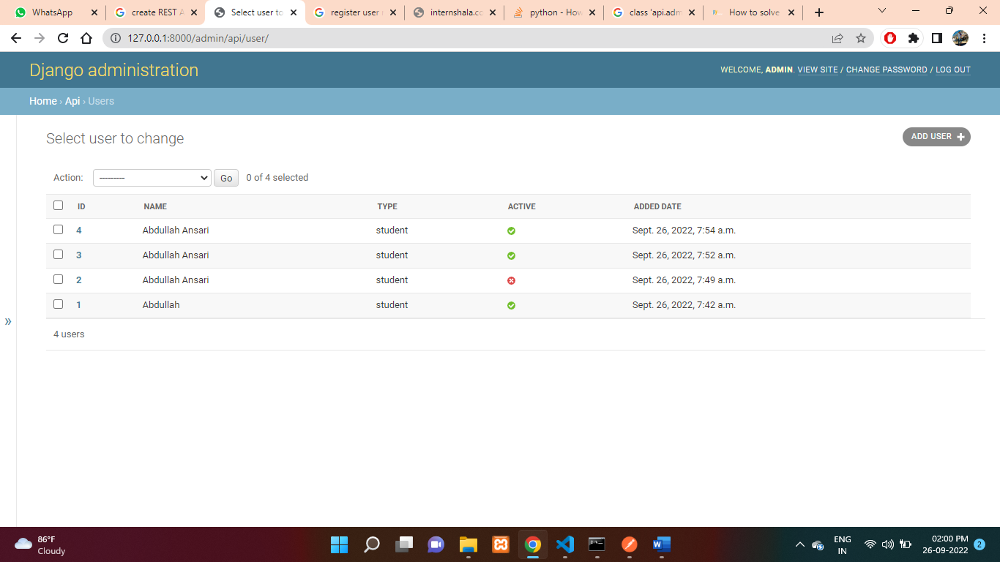 WhatsApp
create REST A
Select user to
register user r
internshala.co
python - How
class 'api.adm
How to solve
127.0.0.1:8000/admin/api/user/
Django administration
WELCOME, ADMIN. VIEW SITE / CHANGE PASSWORD / LOG OUT
Home › Api › Users
Select user to change
ADD USER +
Action: --------- Go 0 of 4 selected
ID NAME TYPE ACTIVE ADDED DATE
4 Abdullah Ansari student Sept. 26, 2022, 7:54 a.m.
3 Abdullah Ansari student Sept. 26, 2022, 7:52 a.m.
2 Abdullah Ansari student Sept. 26, 2022, 7:49 a.m.
1 Abdullah student Sept. 26, 2022, 7:42 a.m.
»
4 users
86°F
Cloudy
ENG
IN
02:00 PM
26-09-2022
2